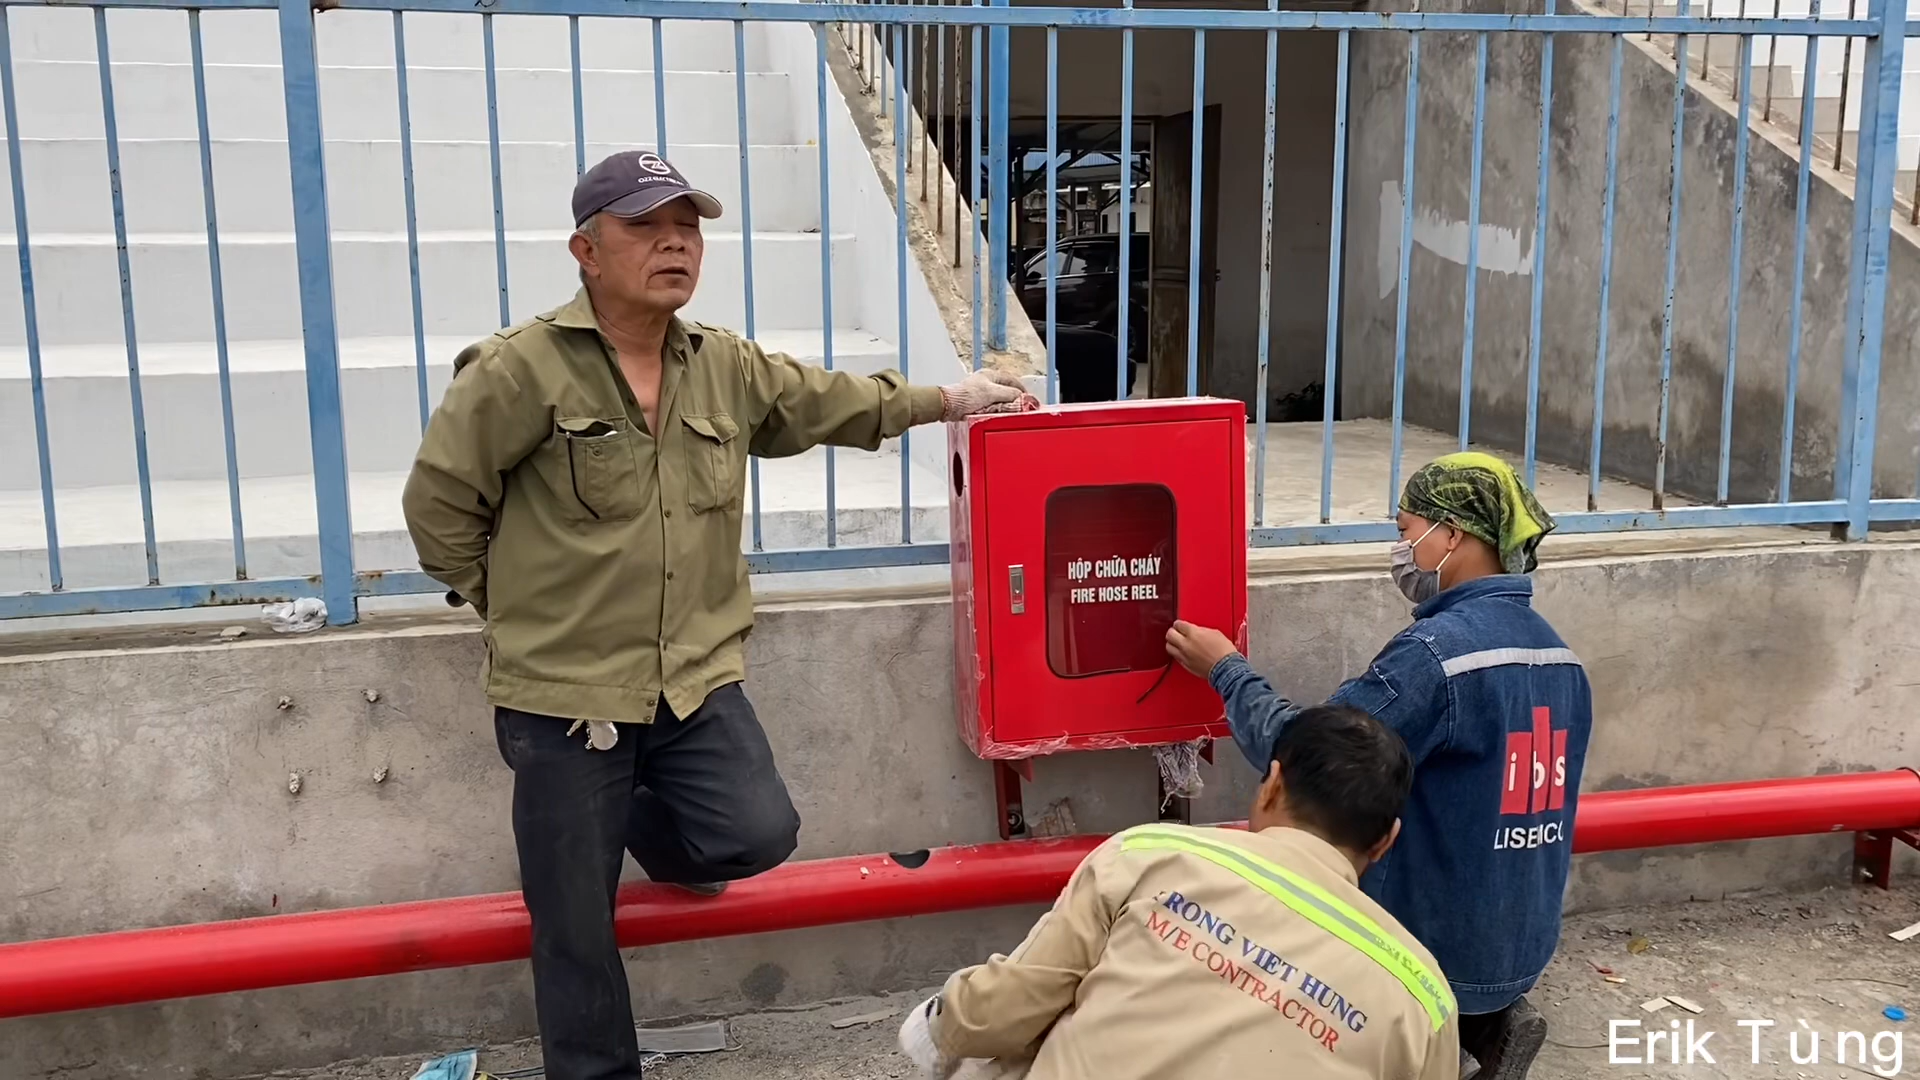 HỘP CHỮA CHÁY
FIRE HOSE REEL
ibs
LISEMCO
RONG VIET HUNG
M/E CONTRACTOR
Erik Tùng